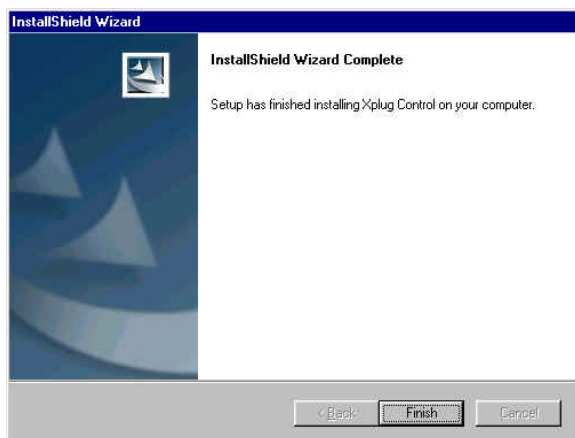 InstallShield Wizard
InstallShield Wizard Complete
Setup has finished installing Xplug Control on your computer.
< Back
Finish
Cancel